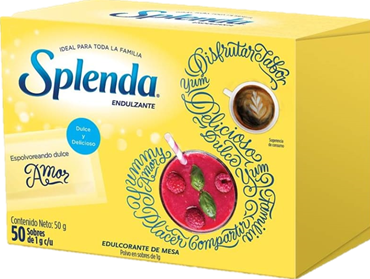 IDEAL PARA TODA LA FAMILIA
Splenda®
ENDULZANTE
Dulce
y
Delicioso
Espolvoreando dulce
Amor
Contenido Neto: 50 g
50 Sobres
de 1 g c/u
Disfrutar Sabor
Yum
Deliciosa
Dulce Yum
Familia
Yummy
Amor
Placer Compartir
Sugerencia
de consumo
EDULCORANTE DE MESA
Polvo en sobres de 1g